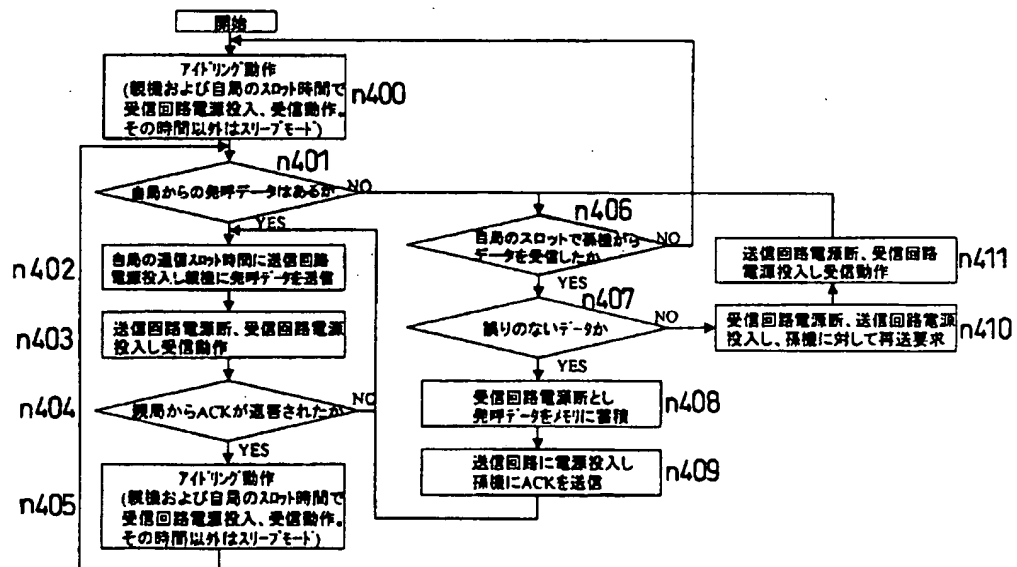 開始
アイドリング動作
(親機および自局のスロット時間で
受信回路電源投入、受信動作。
その時間以外はスリープモード)
n400
n401
自局からの発呼データはあるか
NO
YES
n402
自局の通信スロット時間に送信回路
電源投入し親機に発呼データを送信
n403
送信回路電源断、受信回路電源
投入し受信動作
n404
親局からACKが返答されたか
NO
YES
n405
アイドリング動作
(親機および自局のスロット時間で
受信回路電源投入、受信動作。
その時間以外はスリープモード)
n406
自局のスロットで孫機から
データを受信したか
NO
YES
n407
誤りのないデータか
NO
YES
受信回路電源断とし
発呼データをメモリに蓄積
n408
送信回路に電源投入し
孫機にACKを送信
n409
受信回路電源断、送信回路電源
投入し、孫機に対して再送要求
n410
送信回路電源断、受信回路
電源投入し受信動作
n411